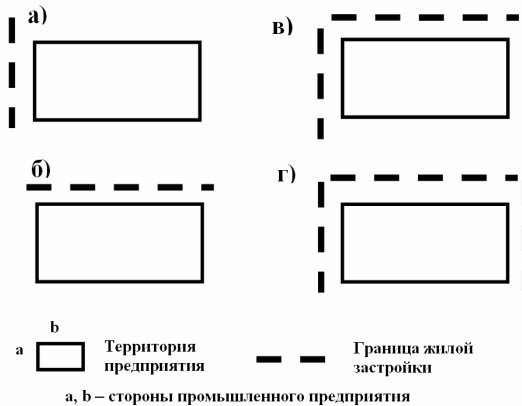 а)
в)
б)
г)
b
a
Территория
предприятия
Граница жилой
застройки
a, b – стороны промышленного предприятия